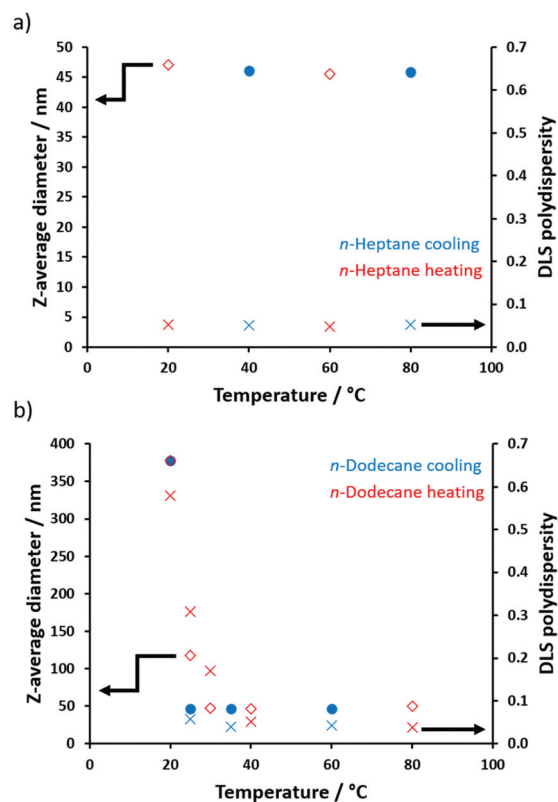 a)
50
45
40
35
30
25
20
15
10
5
0
Z-average diameter / nm
0.7
0.6
0.5
0.4
0.3
0.2
0.1
0.0
DLS polydispersity
n-Heptane cooling
n-Heptane heating
0 20 40 60 80 100
Temperature / °C
b)
400
350
300
250
200
150
100
50
0
Z-average diameter / nm
0.7
0.6
0.5
0.4
0.3
0.2
0.1
0.0
DLS polydispersity
n-Dodecane cooling
n-Dodecane heating
0 20 40 60 80 100
Temperature / °C